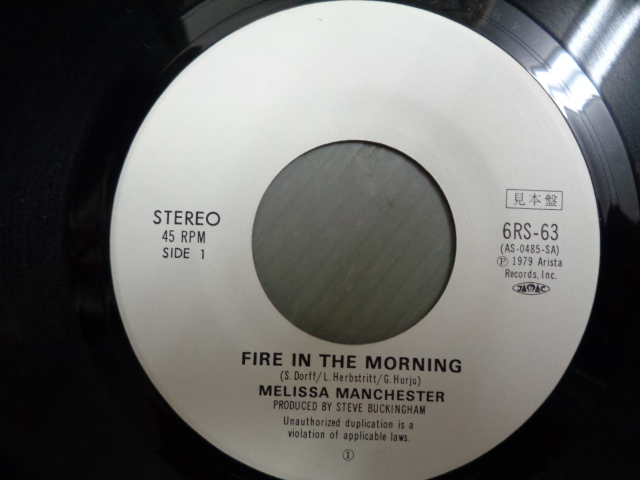 STEREO
45 RPM
SIDE 1
見本盤
6RS-63
(AS-0485-SA)
Ⓟ 1979 Arista
Records, Inc.
FIRE IN THE MORNING
(S. Dorff/L. Herbstritt/G. Hurju)
MELISSA MANCHESTER
PRODUCED BY STEVE BUCKINGHAM
Unauthorized duplication is a
violation of applicable laws.
①